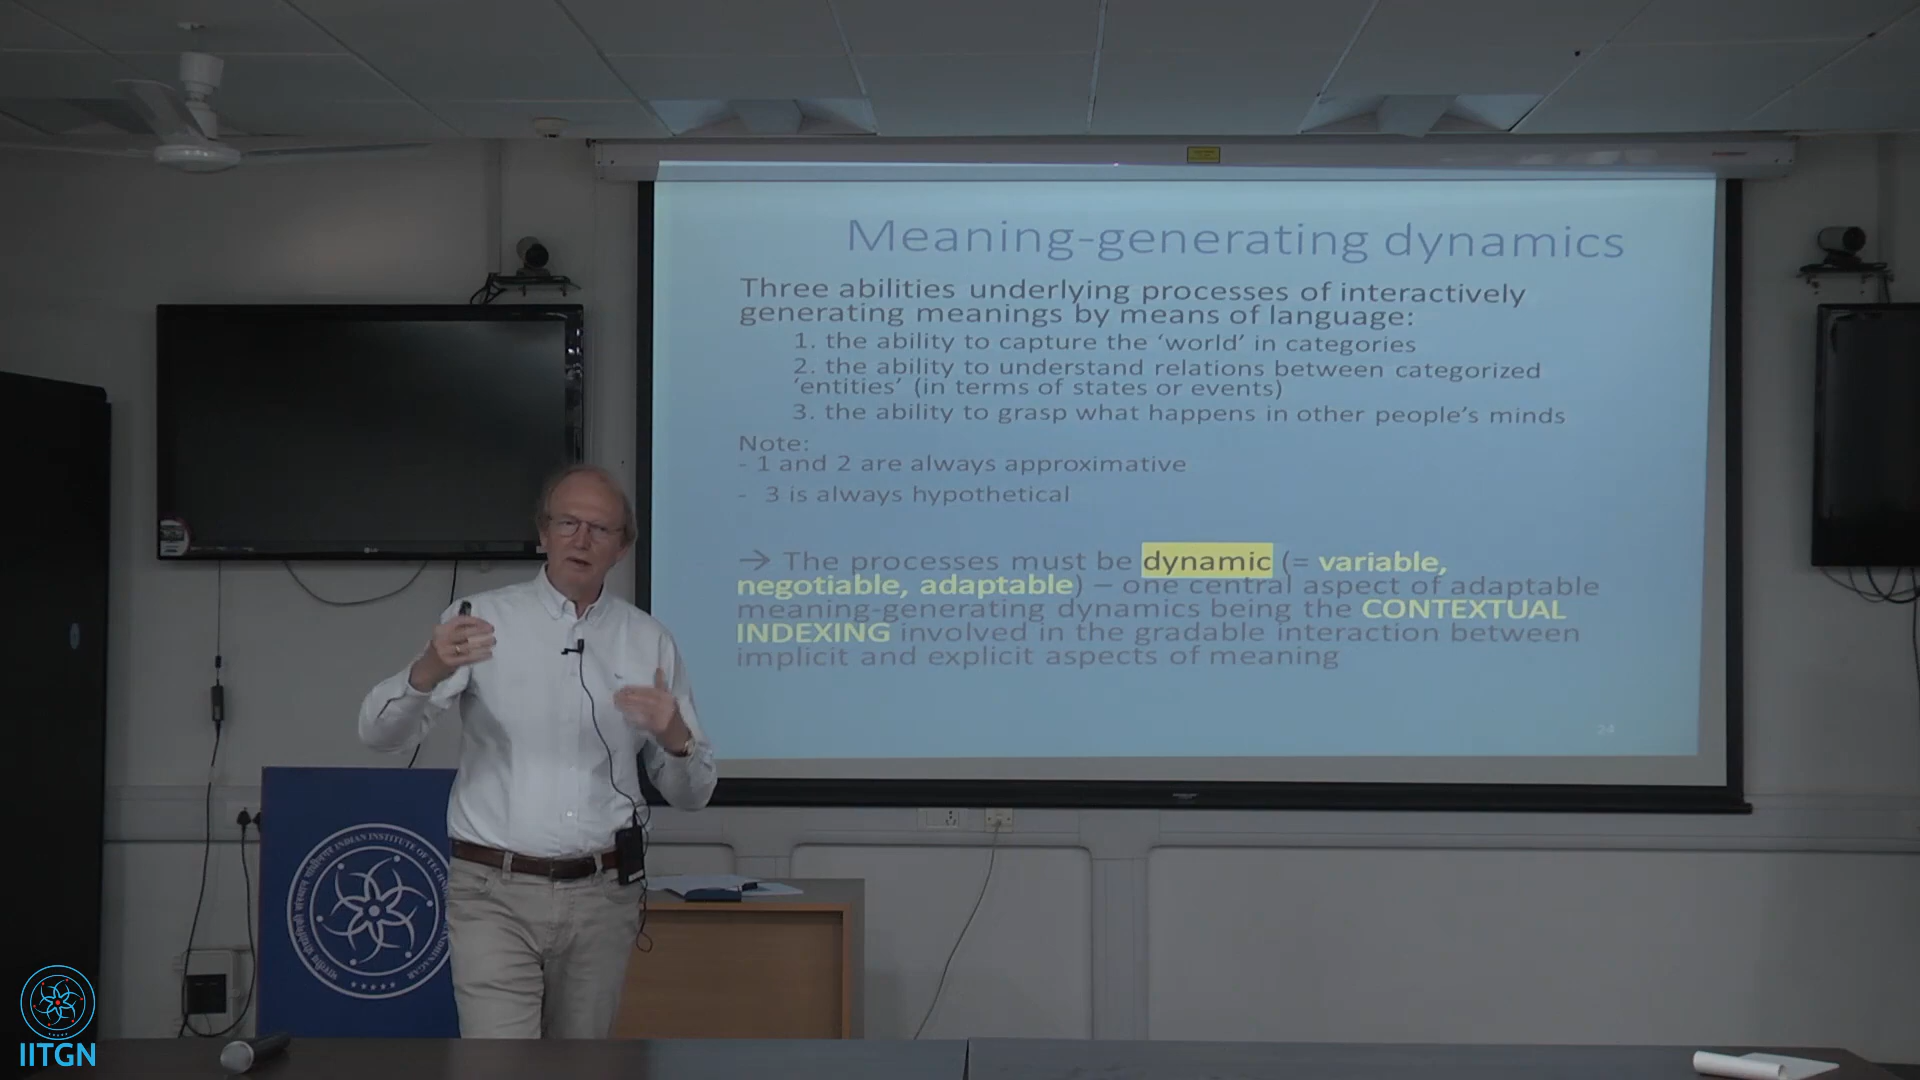 Meaning-generating dynamics
Three abilities underlying processes of interactively
generating meanings by means of language:
1. the ability to capture the ‘world’ in categories
2. the ability to understand relations between categorized
‘entities’ (in terms of states or events)
3. the ability to grasp what happens in other people’s minds
Note:
- 1 and 2 are always approximative
- 3 is always hypothetical
→ The processes must be dynamic (= variable,
negotiable, adaptable) – one central aspect of adaptable
meaning-generating dynamics being the CONTEXTUAL
INDEXING involved in the gradable interaction between
implicit and explicit aspects of meaning
24
LG
INDIAN INSTITUTE OF
IITGN